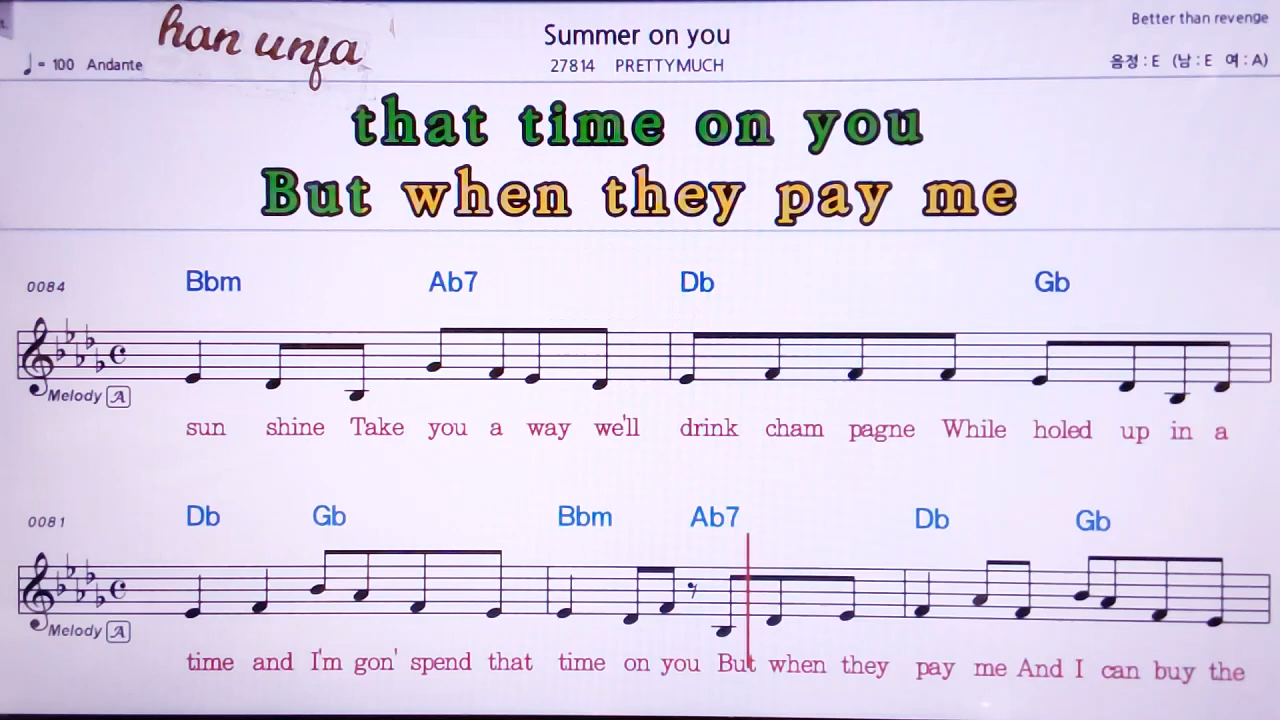 han unfa
Summer on you
Better than revenge
♩= 100 Andante
27814 PRETTYMUCH
음정 : E (남 : E 여 : A)
that time on you
But when they pay me
0084
Bbm Ab7 Db Gb
Melody A
sun shine Take you a way we'll drink cham pagne While holed up in a
0081
Db Gb Bbm Ab7 Db Gb
Melody A
time and I'm gon' spend that time on you But when they pay me And I can buy the